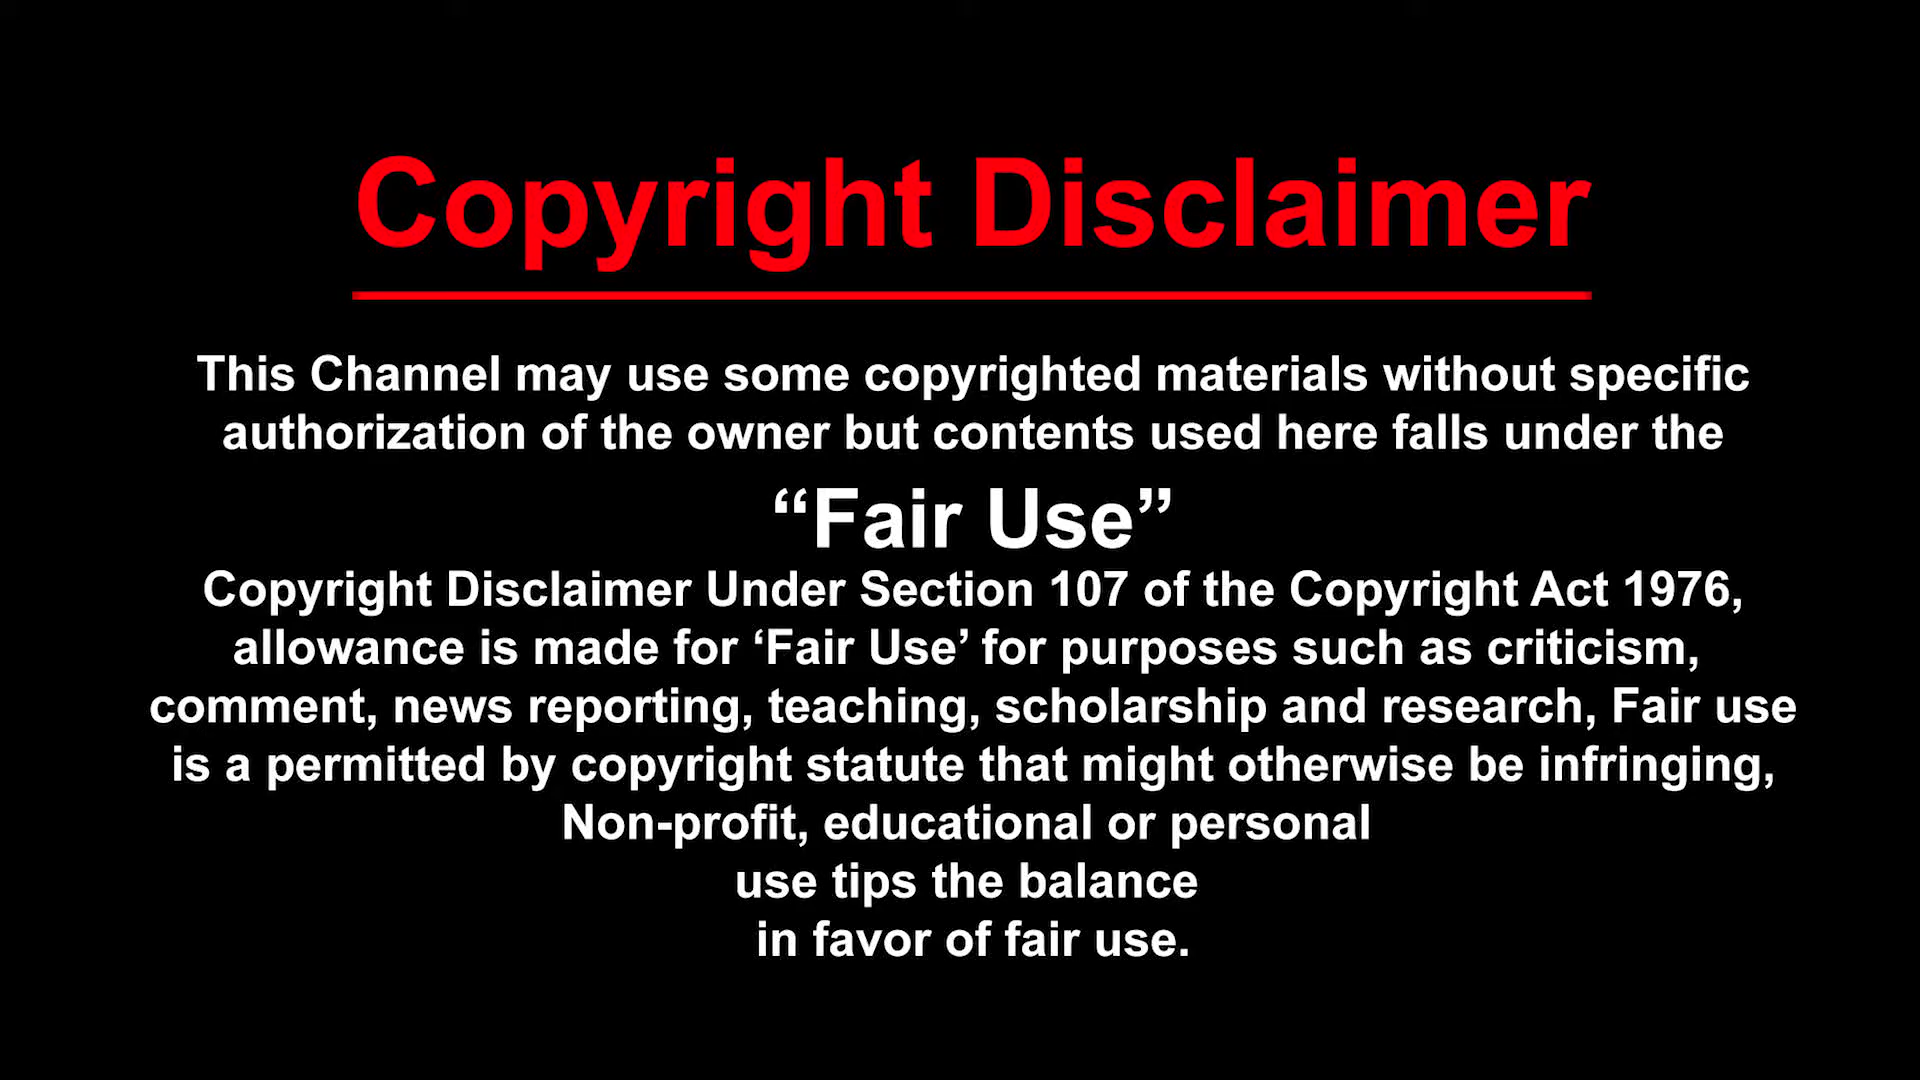 Copyright Disclaimer
This Channel may use some copyrighted materials without specific
authorization of the owner but contents used here falls under the
“Fair Use”
Copyright Disclaimer Under Section 107 of the Copyright Act 1976,
allowance is made for ‘Fair Use’ for purposes such as criticism,
comment, news reporting, teaching, scholarship and research, Fair use
is a permitted by copyright statute that might otherwise be infringing,
Non-profit, educational or personal
use tips the balance
in favor of fair use.